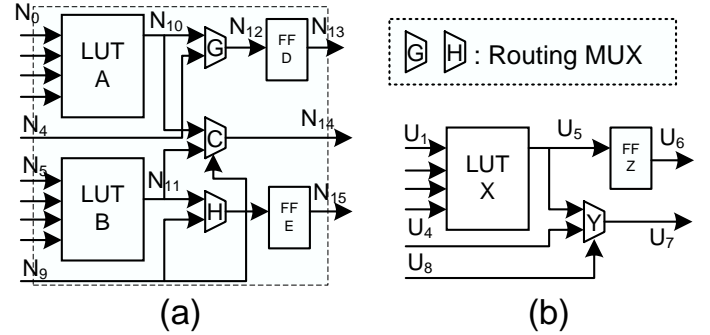 N0
N10
N12
N13
LUT
A
G
FF
D
N4
N14
C
N5
N11
N15
LUT
B
H
FF
E
N9
(a)
G H : Routing MUX
U1
U5
U6
LUT
X
FF
Z
Y
U4
U7
U8
(b)